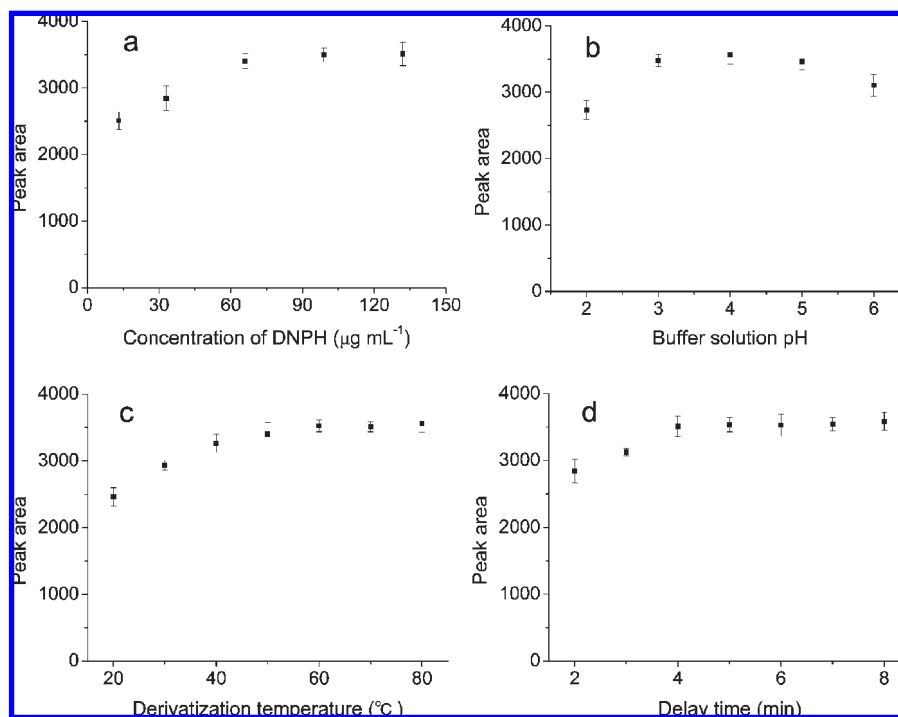 a
4000
3000
2000
1000
0
Peak area
0 30 60 90 120 150
Concentration of DNPH (μg mL⁻¹)
b
4000
3000
2000
1000
0
Peak area
2 3 4 5 6
Buffer solution pH
c
4000
3000
2000
1000
0
Peak area
20 40 60 80
Derivatization temperature (℃)
d
4000
3000
2000
1000
0
Peak area
2 4 6 8
Delay time (min)